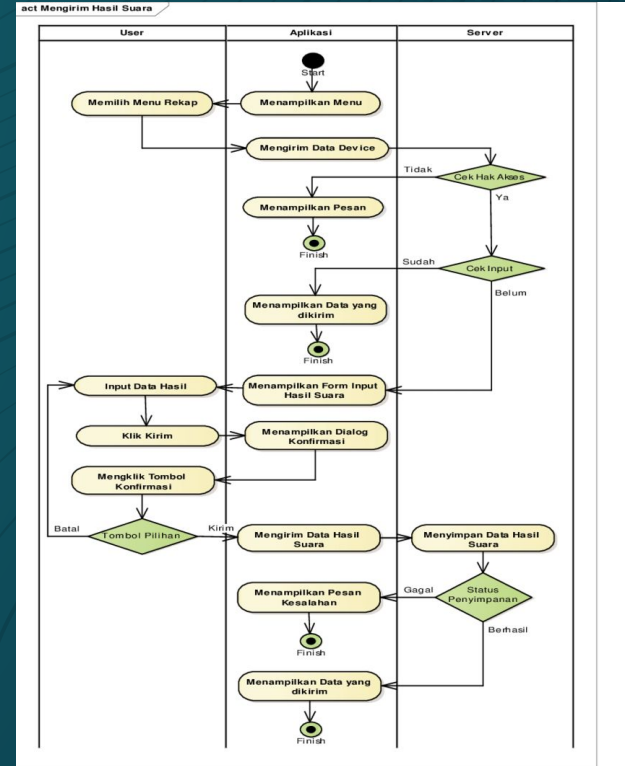 act Mengirim Hasil Suara
User
Aplikasi
Server
Start
Memilih Menu Rekap
Menampilkan Menu
Mengirim Data Device
Tidak
Cek Hak Akses
Ya
Menampilkan Pesan
Finish
Sudah
Cek Input
Belum
Menampilkan Data yang
dikirim
Finish
Input Data Hasil
Menampilkan Form Input
Hasil Suara
Klik Kirim
Menampilkan Dialog
Konfirmasi
Mengklik Tombol
Konfirmasi
Batal
Tombol Pilihan
Kirim
Mengirim Data Hasil
Suara
Menyimpan Data Hasil
Suara
Menampilkan Pesan
Kesalahan
Gagal
Status
Penyimpanan
Berhasil
Finish
Menampilkan Data yang
dikirim
Finish